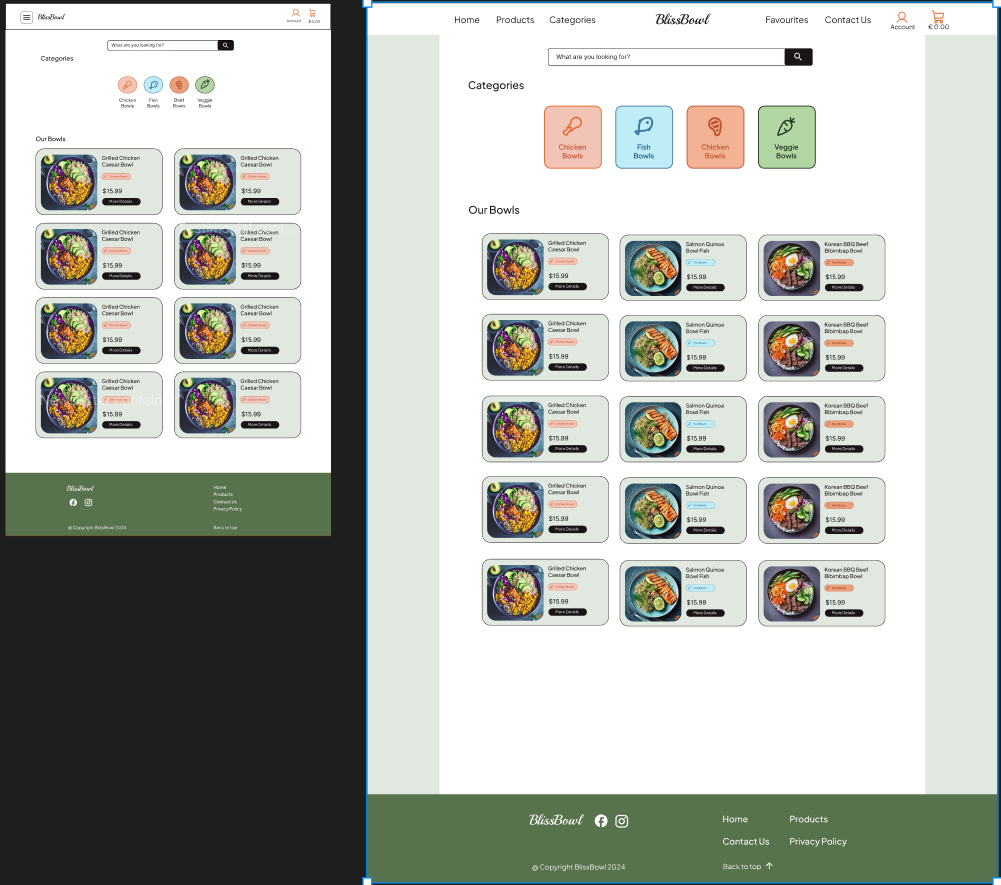 BlissBowl
Account
$0.00
What are you looking for?
Categories
Chicken
Bowls
Fish
Bowls
Beef
Bowls
Veggie
Bowls
Our Bowls
Grilled Chicken
Caesar Bowl
Chicken Bowls
$15.99
More Details
Grilled Chicken
Caesar Bowl
Chicken Bowls
$15.99
More Details
Grilled Chicken
Caesar Bowl
Chicken Bowls
$15.99
More Details
Grilled Chicken
Caesar Bowl
Chicken Bowls
$15.99
More Details
Grilled Chicken
Caesar Bowl
Chicken Bowls
$15.99
More Details
Grilled Chicken
Caesar Bowl
Chicken Bowls
$15.99
More Details
Grilled Chicken
Caesar Bowl
$15.99
More Details
Grilled Chicken
Caesar Bowl
Chicken Bowls
$15.99
More Details
BlissBowl
Home
Products
Contact Us
Privacy Policy
@ Copyright BlissBowl 2024
Back to top
Home Products Categories BlissBowl Favourites Contact Us Account
€ 0.00
What are you looking for?
Categories
Chicken
Bowls
Fish
Bowls
Chicken
Bowls
Veggie
Bowls
Our Bowls
Grilled Chicken
Caesar Bowl
Chicken Bowls
$15.99
More Details
Salmon Quinoa
Bowl Fish
Fish Bowls
$15.99
More Details
Korean BBQ Beef
Bibimbap Bowl
Beef Bowls
$15.99
More Details
Grilled Chicken
Caesar Bowl
Chicken Bowls
$15.99
More Details
Salmon Quinoa
Bowl Fish
Fish Bowls
$15.99
More Details
Korean BBQ Beef
Bibimbap Bowl
Beef Bowls
$15.99
More Details
Grilled Chicken
Caesar Bowl
Chicken Bowls
$15.99
More Details
Salmon Quinoa
Bowl Fish
Fish Bowls
$15.99
More Details
Korean BBQ Beef
Bibimbap Bowl
Beef Bowls
$15.99
More Details
Grilled Chicken
Caesar Bowl
Chicken Bowls
$15.99
More Details
Salmon Quinoa
Bowl Fish
Fish Bowls
$15.99
More Details
Korean BBQ Beef
Bibimbap Bowl
Beef Bowls
$15.99
More Details
Grilled Chicken
Caesar Bowl
Chicken Bowls
$15.99
More Details
Salmon Quinoa
Bowl Fish
Fish Bowls
$15.99
More Details
Korean BBQ Beef
Bibimbap Bowl
Beef Bowls
$15.99
More Details
BlissBowl
Home Products
Contact Us Privacy Policy
@ Copyright BlissBowl 2024
Back to top